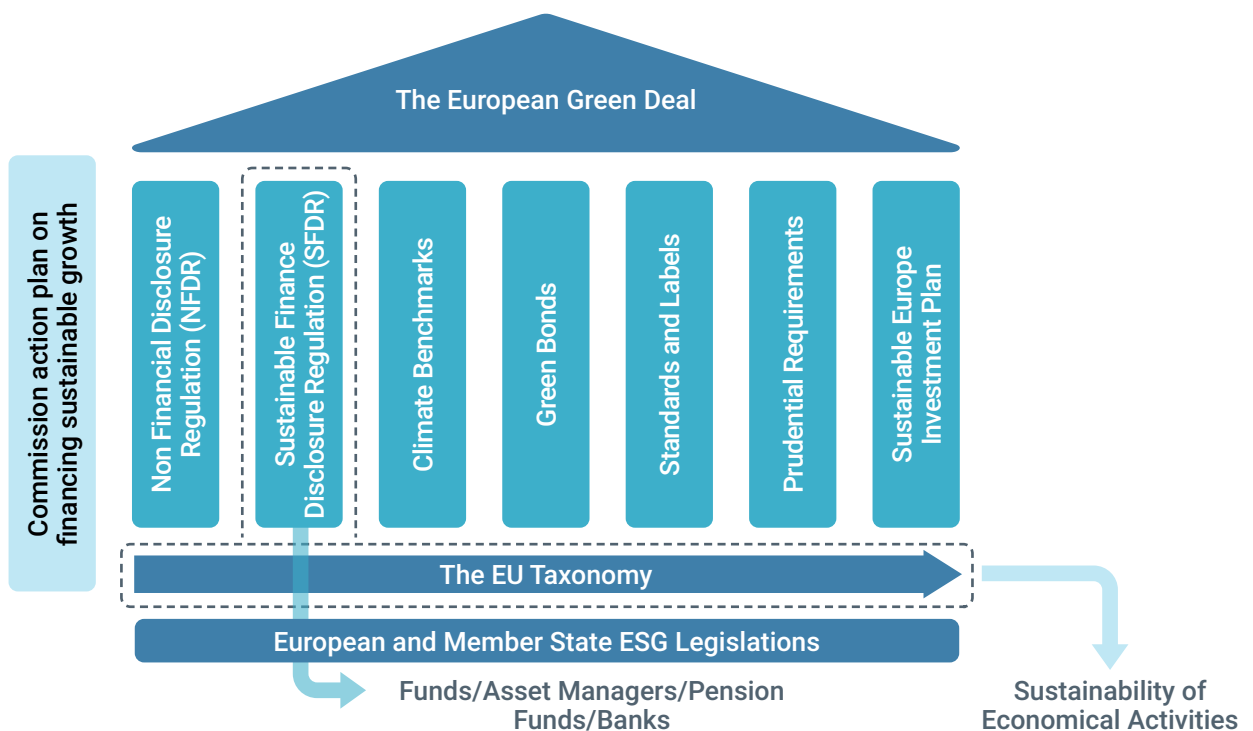 The European Green Deal
Commission action plan on
financing sustainable growth
Non Financial Disclosure
Regulation (NFDR)
Sustainable Finance
Disclosure Regulation (SFDR)
Climate Benchmarks
Green Bonds
Standards and Labels
Prudential Requirements
Sustainable Europe
Investment Plan
The EU Taxonomy
European and Member State ESG Legislations
Funds/Asset Managers/Pension
Funds/Banks
Sustainability of
Economical Activities